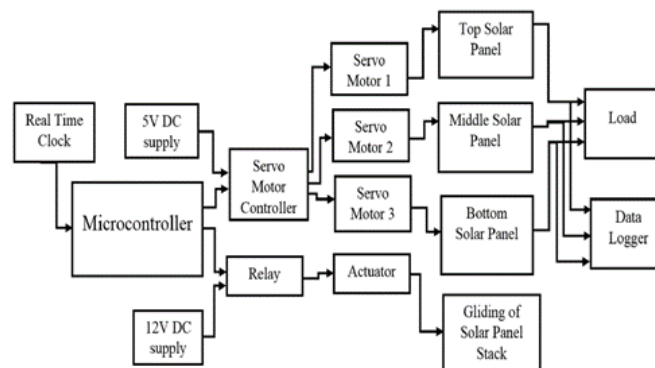 Real Time
Clock
5V DC
supply
Microcontroller
12V DC
supply
Servo
Motor
Controller
Relay
Servo
Motor 1
Servo
Motor 2
Servo
Motor 3
Actuator
Top Solar
Panel
Middle Solar
Panel
Bottom
Solar Panel
Gliding of
Solar Panel
Stack
Load
Data
Logger